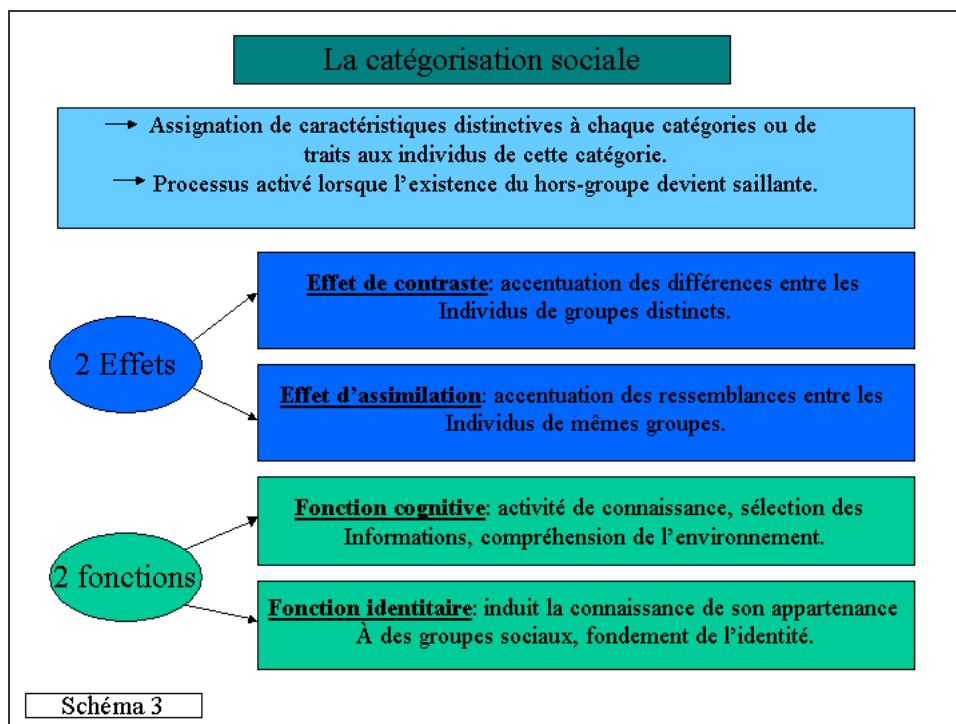 La catégorisation sociale
→ Assignation de caractéristiques distinctives à chaque catégories ou de
traits aux individus de cette catégorie.
→ Processus activé lorsque l'existence du hors-groupe devient saillante.
2 Effets
Effet de contraste: accentuation des différences entre les
Individus de groupes distincts.
Effet d'assimilation: accentuation des ressemblances entre les
Individus de mêmes groupes.
2 fonctions
Fonction cognitive: activité de connaissance, sélection des
Informations, compréhension de l'environnement.
Fonction identitaire: induit la connaissance de son appartenance
À des groupes sociaux, fondement de l'identité.
Schéma 3